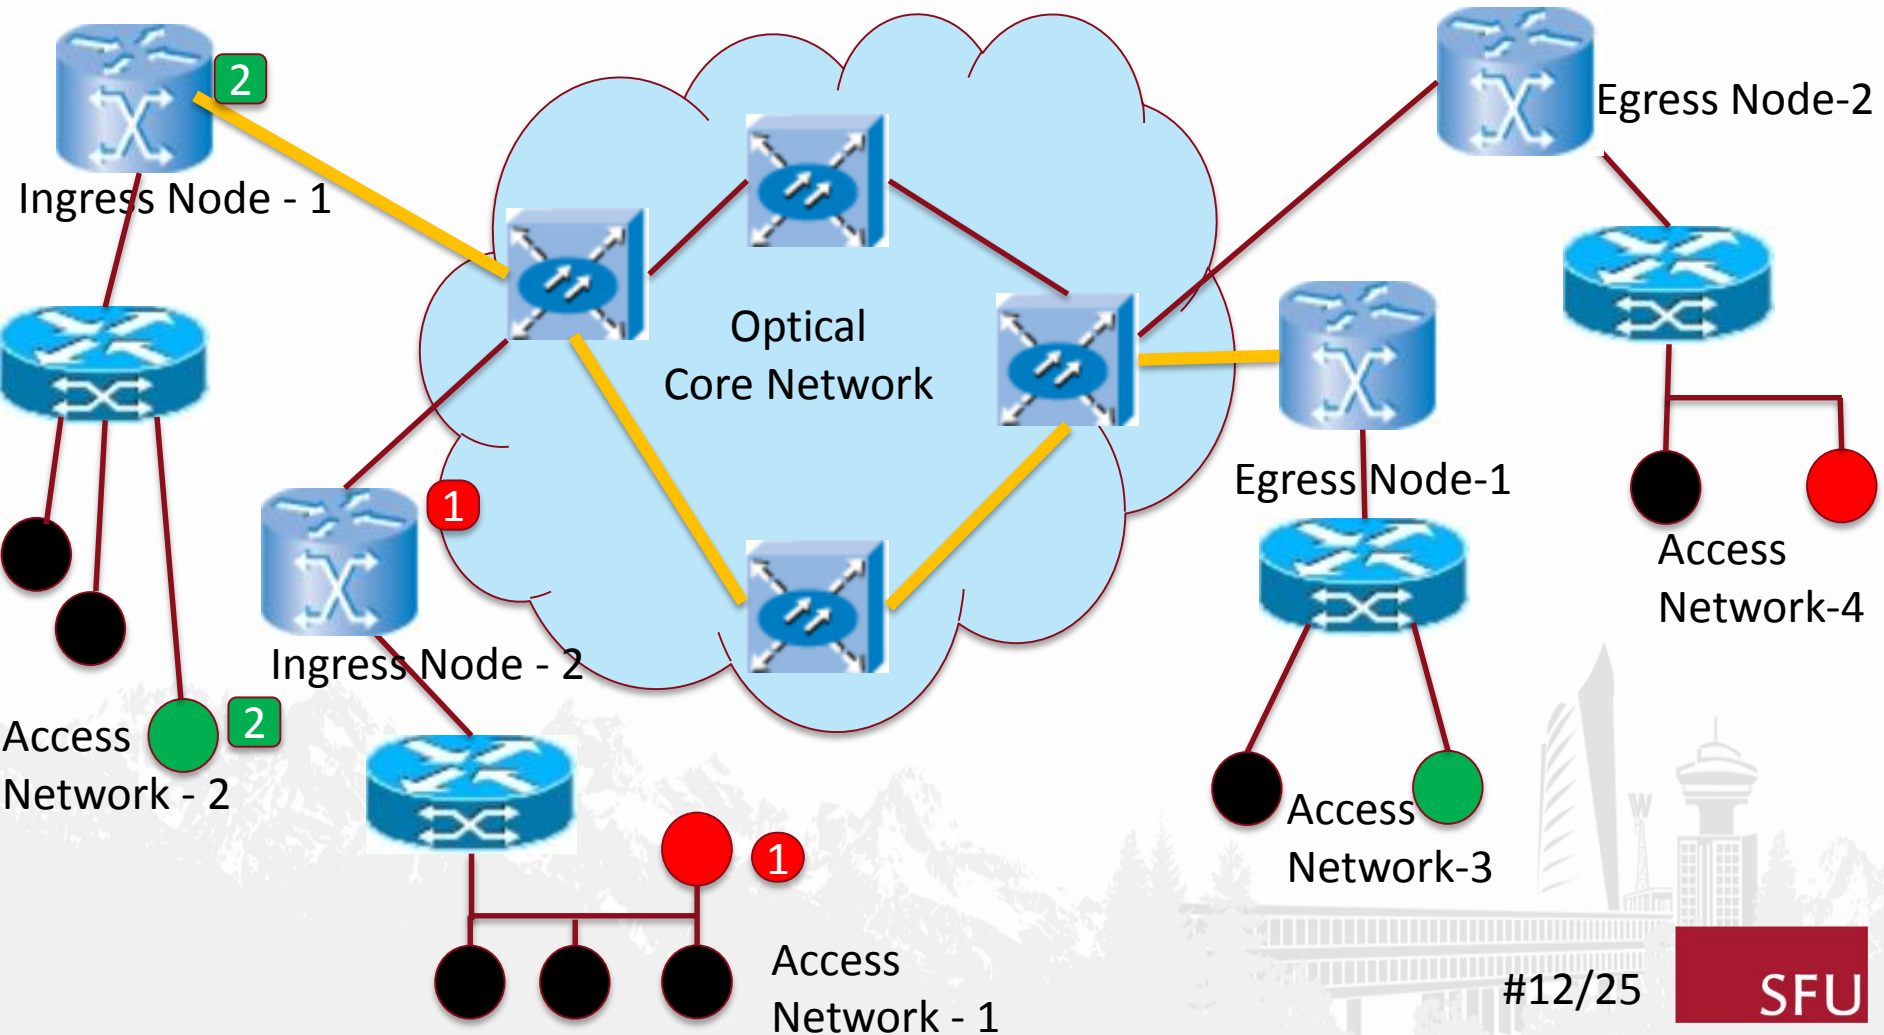 2
Ingress Node - 1
Egress Node-2
Optical
Core Network
Egress Node-1
1
Ingress Node - 2
Access
Network-4
Access
Network - 2
2
1
Access
Network-3
Access
Network - 1
#12/25
SFU
W